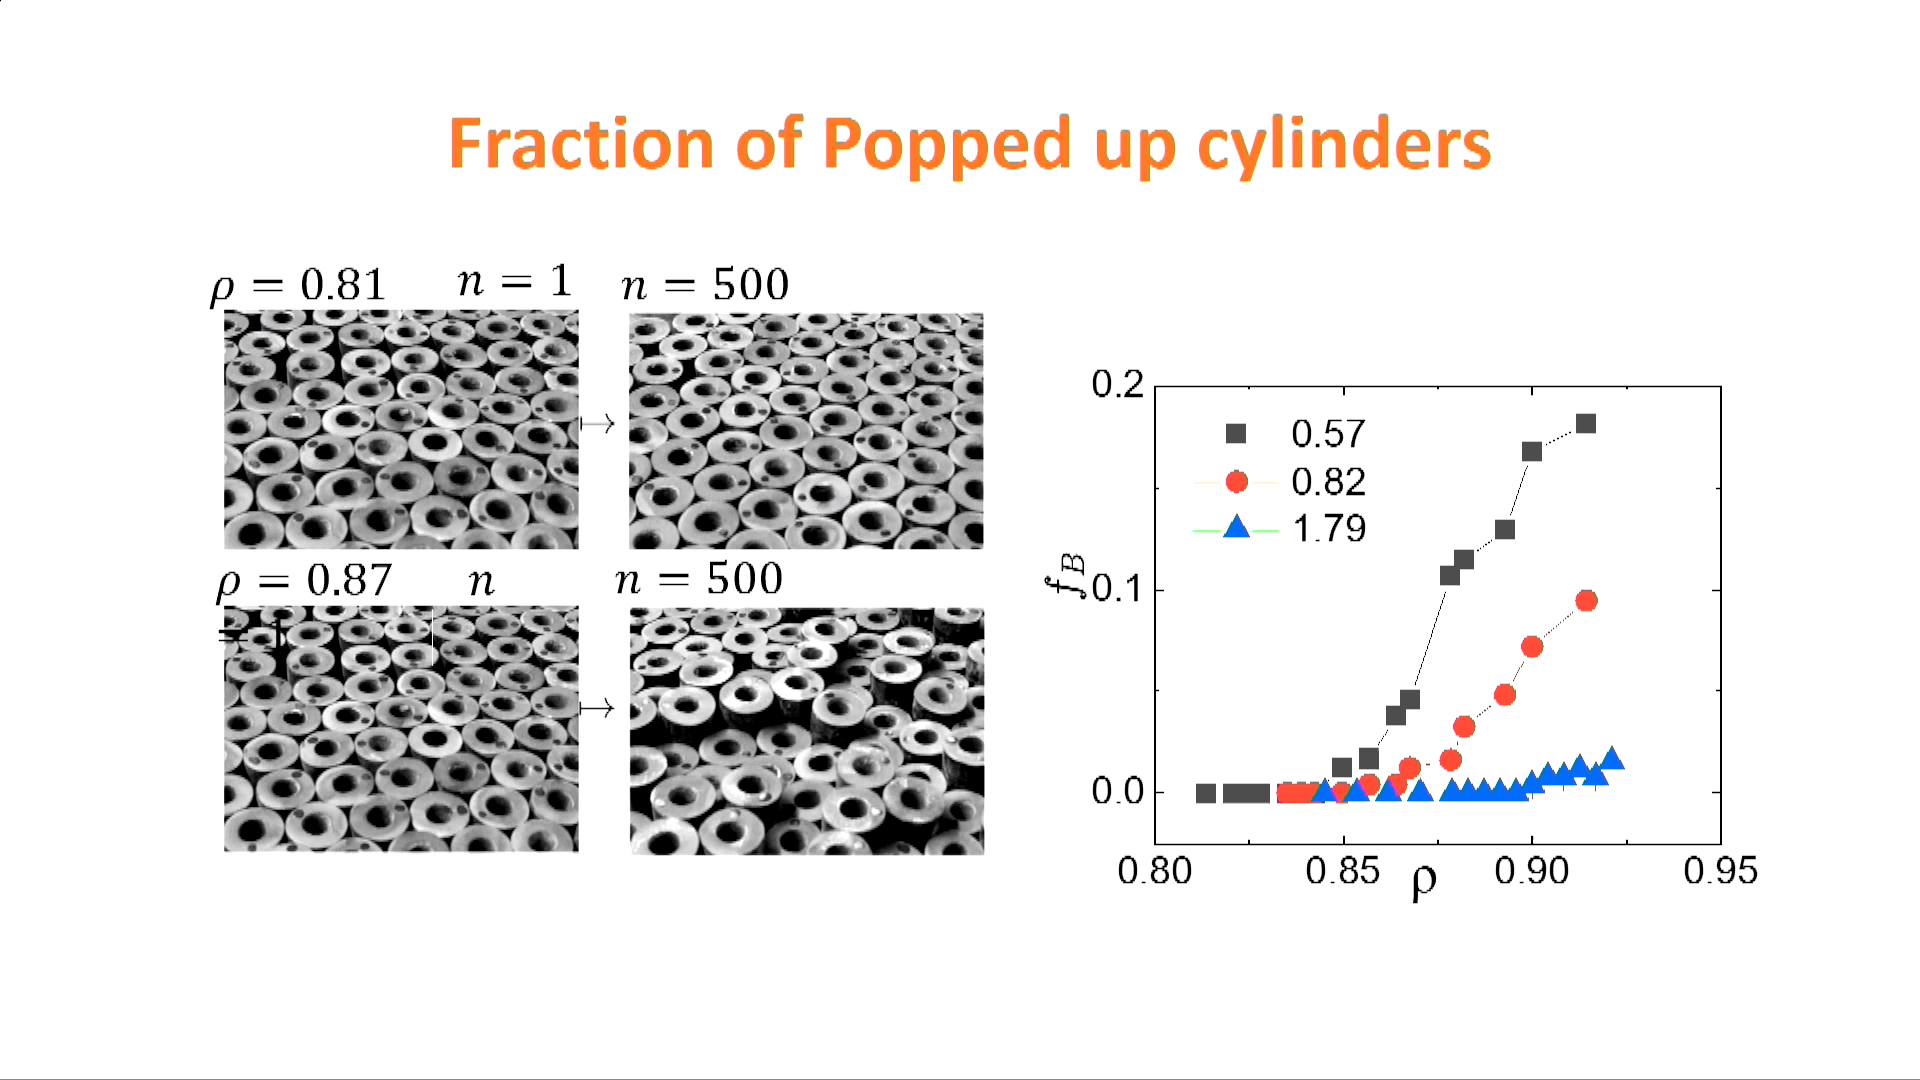 Fraction of Popped up cylinders
ρ = 0.81 n = 1 n = 500
ρ = 0.87 n n = 500
= 1
0.2
0.57
0.82
1.79
f_B
0.1
0.0
0.80 0.85 ρ 0.90 0.95